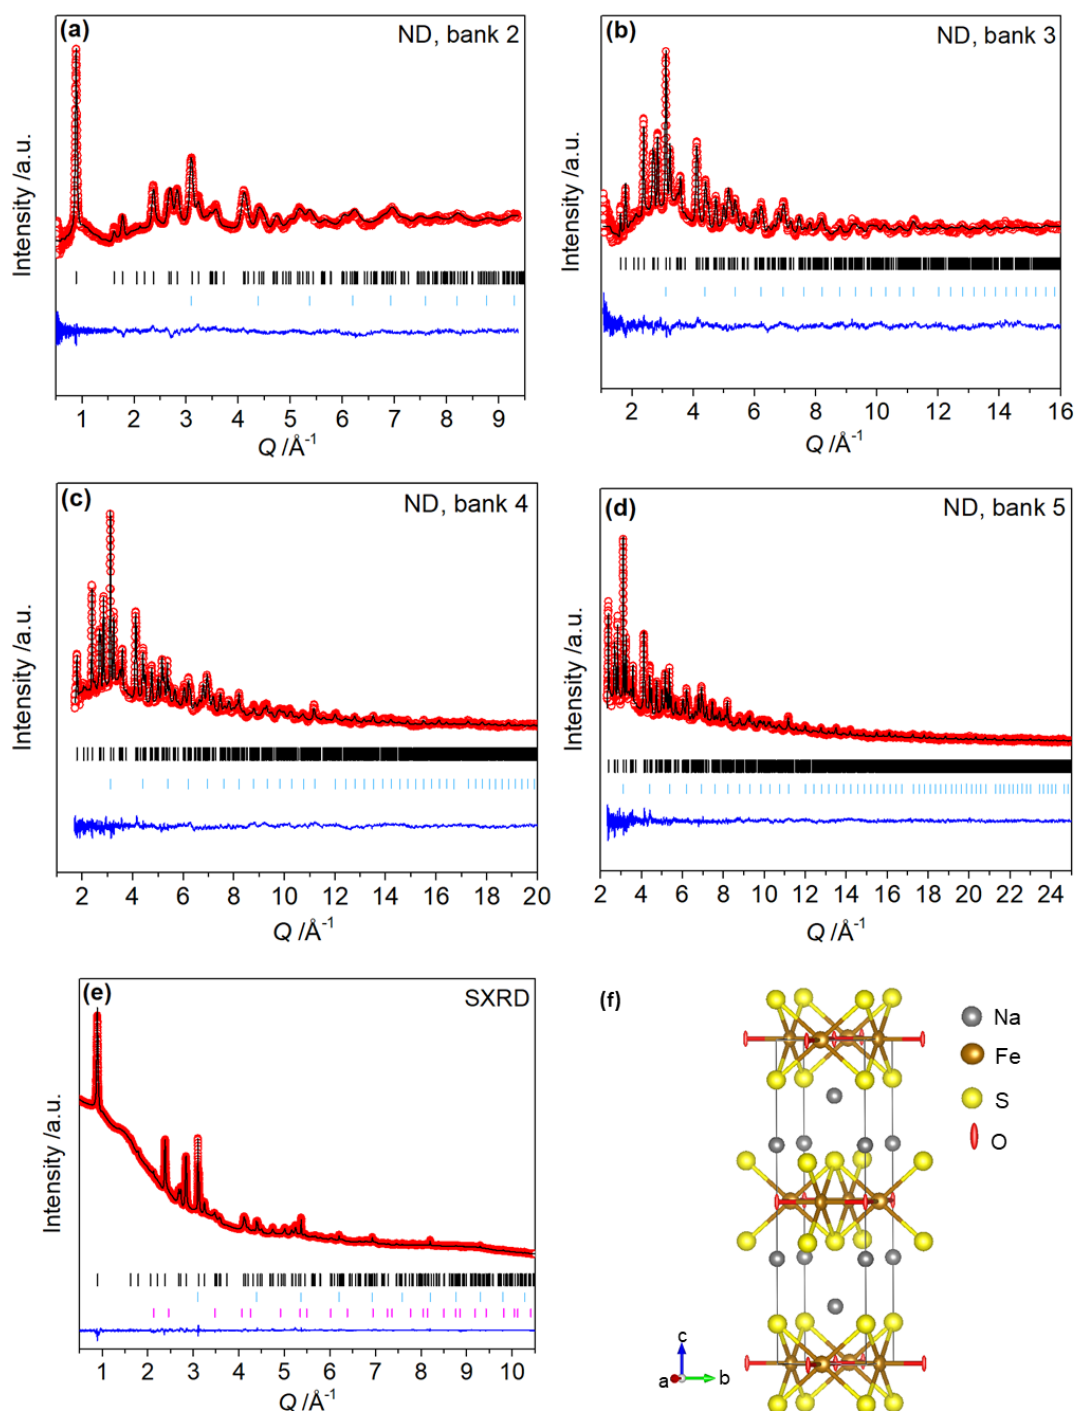 (a)
ND, bank 2
Intensity /a.u.
1 2 3 4 5 6 7 8 9
Q /Å⁻¹
(b)
ND, bank 3
Intensity /a.u.
2 4 6 8 10 12 14 16
Q /Å⁻¹
(c)
ND, bank 4
Intensity /a.u.
2 4 6 8 10 12 14 16 18 20
Q /Å⁻¹
(d)
ND, bank 5
Intensity /a.u.
2 4 6 8 10 12 14 16 18 20 22 24
Q /Å⁻¹
(e)
SXRD
Intensity /a.u.
1 2 3 4 5 6 7 8 9 10
Q /Å⁻¹
(f)
Na
Fe
S
O
c
a
b